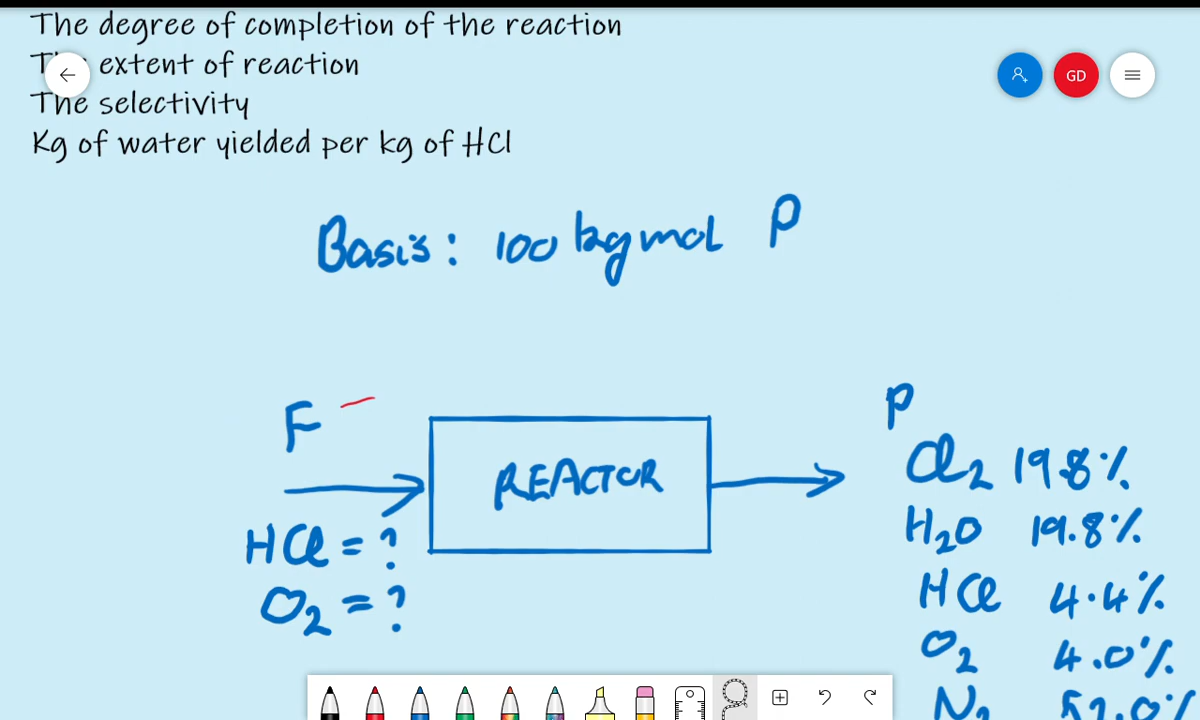 The degree of completion of the reaction
extent of reaction
The selectivity
Kg of water yielded per kg of HCl
GD
Basis: 100 kg mol P
F
REACTOR
HCl = ?
O2 = ?
P
Cl2 19.8%
H2O 19.8%
HCl 4.4%
O2 4.0%